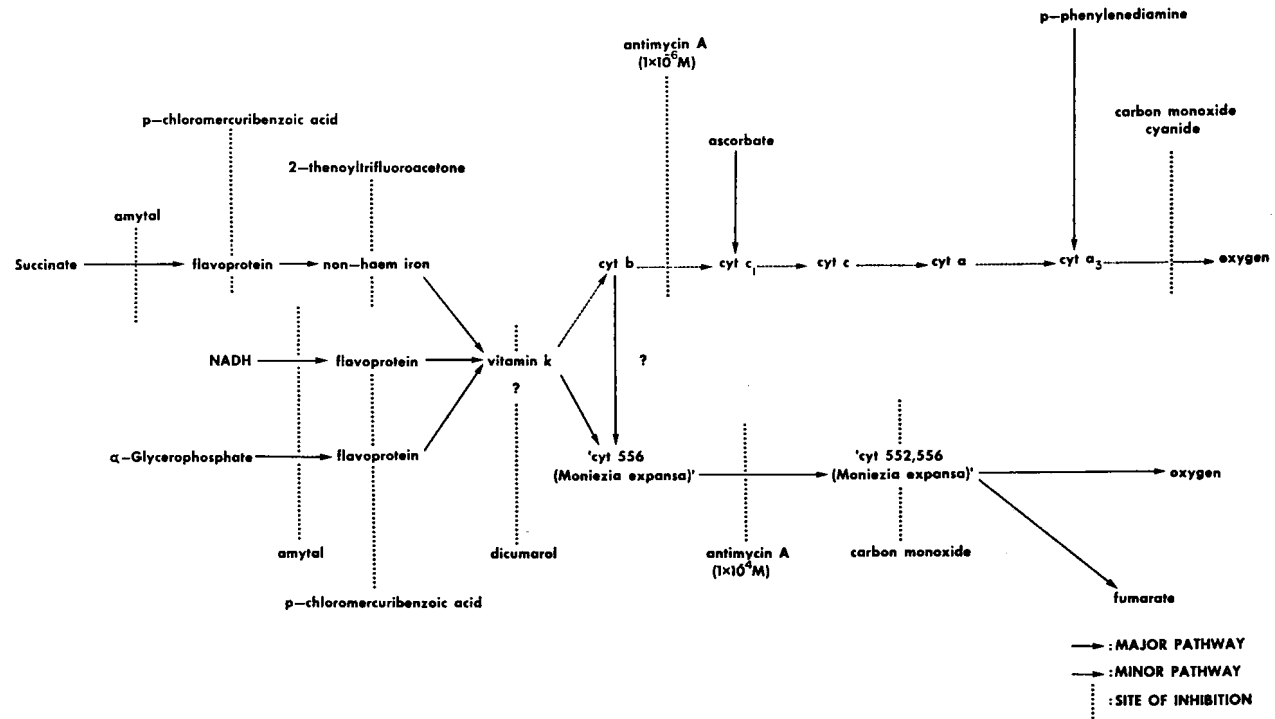 p–phenylenediamine
antimycin A
(1×10⁻⁶M)
carbon monoxide
cyanide
p–chloromercuribenzoic acid
ascorbate
2–thenoyltrifluoroacetone
amytal
Succinate
flavoprotein
non–haem iron
cyt b
cyt c₁
cyt c
cyt a
cyt a₃
oxygen
NADH
flavoprotein
vitamin k
?
?
α–Glycerophosphate
flavoprotein
'cyt 556
(Moniezia expansa)'
'cyt 552,556
(Moniezia expansa)'
oxygen
amytal
dicumarol
antimycin A
(1×10⁻⁴M)
carbon monoxide
p–chloromercuribenzoic acid
fumarate
: MAJOR PATHWAY
: MINOR PATHWAY
: SITE OF INHIBITION